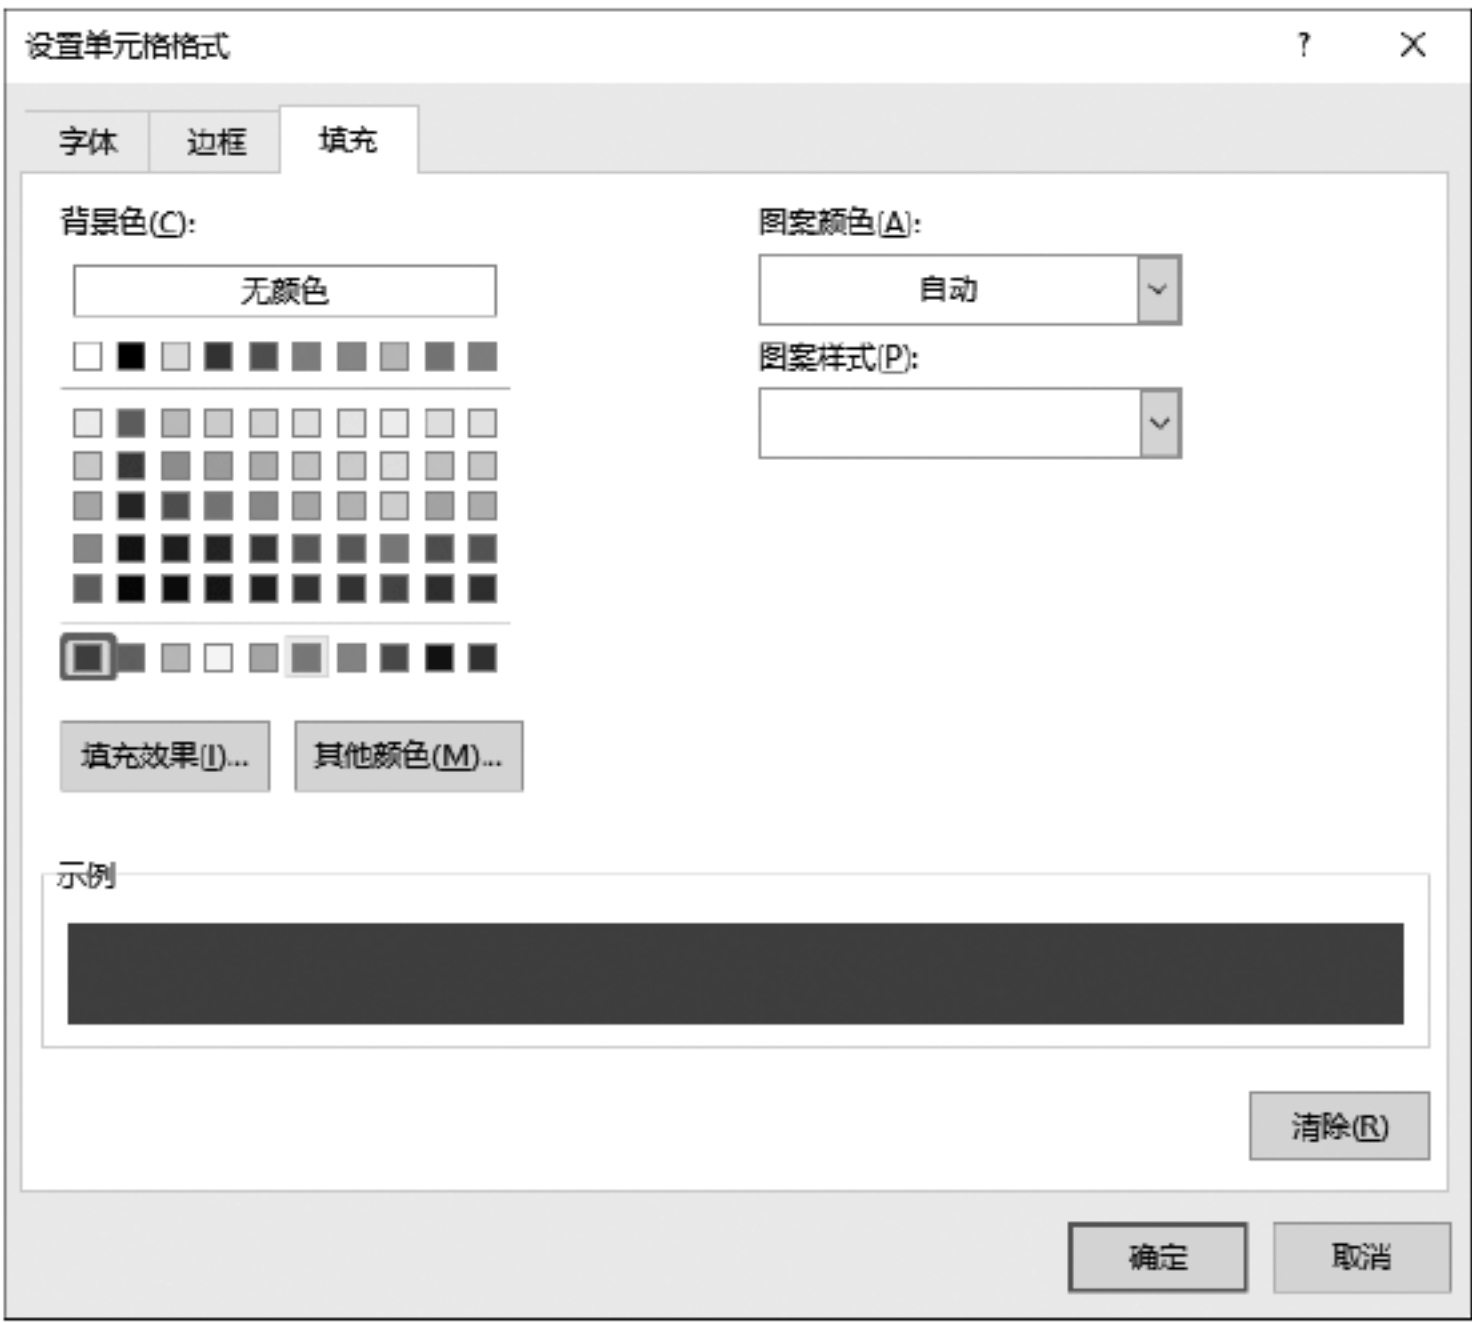 设置单元格格式 ?
字体 边框 填充
背景色(C):
无颜色
填充效果(I)... 其他颜色(M)...
图案颜色(A):
自动
图案样式(P):
示例
清除(R)
确定 取消